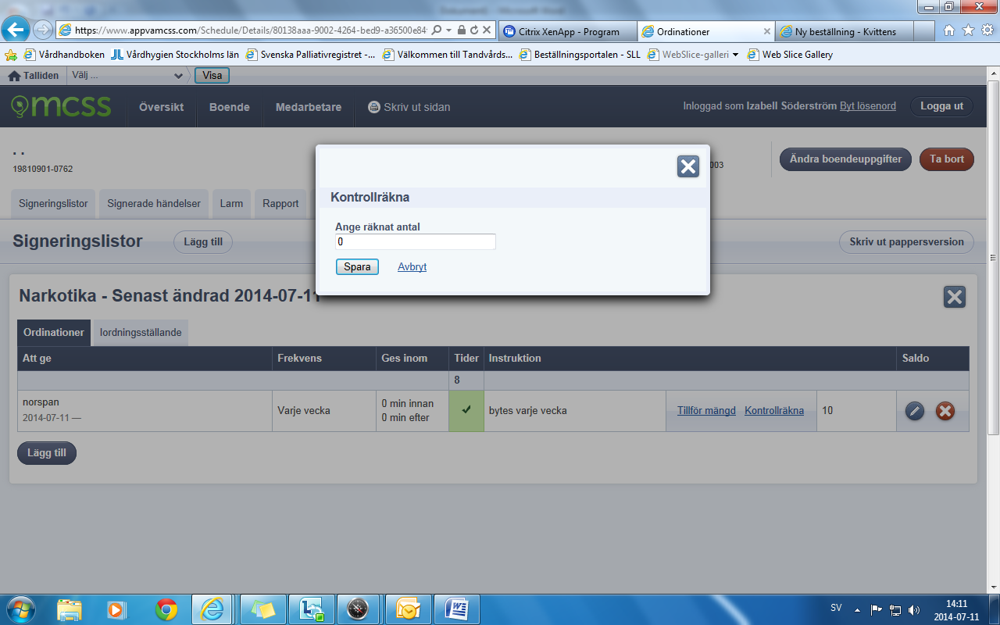 https://www.appvamcss.com/Schedule/Details/80138aaa-9002-4264-bed9-a36500e84
Citrix XenApp - Program
Ordinationer
Ny beställning - Kvittens
Vårdhandboken
Vårdhygien Stockholms län
Svenska Palliativregistret -...
Välkommen till Tandvårds...
Beställningsportalen - SLL
WebSlice-galleri
Web Slice Gallery
Talliden
Välj ...
Visa
mcss
Översikt
Boende
Medarbetare
Skriv ut sidan
Inloggad som Izabell Söderström Byt lösenord
Logga ut
. .
19810901-0762
003
Ändra boendeuppgifter
Ta bort
Signeringslistor
Signerade händelser
Larm
Rapport
Kontrollräkna
Ange räknat antal
0
Spara
Avbryt
Signeringslistor
Lägg till
Skriv ut pappersversion
Narkotika - Senast ändrad 2014-07-11
Ordinationer
Iordningsställande
Att ge
Frekvens
Ges inom
Tider
Instruktion
Saldo
8
norspan
2014-07-11 —
Varje vecka
0 min innan
0 min efter
bytes varje vecka
Tillför mängd
Kontrollräkna
10
Lägg till
SV
14:11
2014-07-11